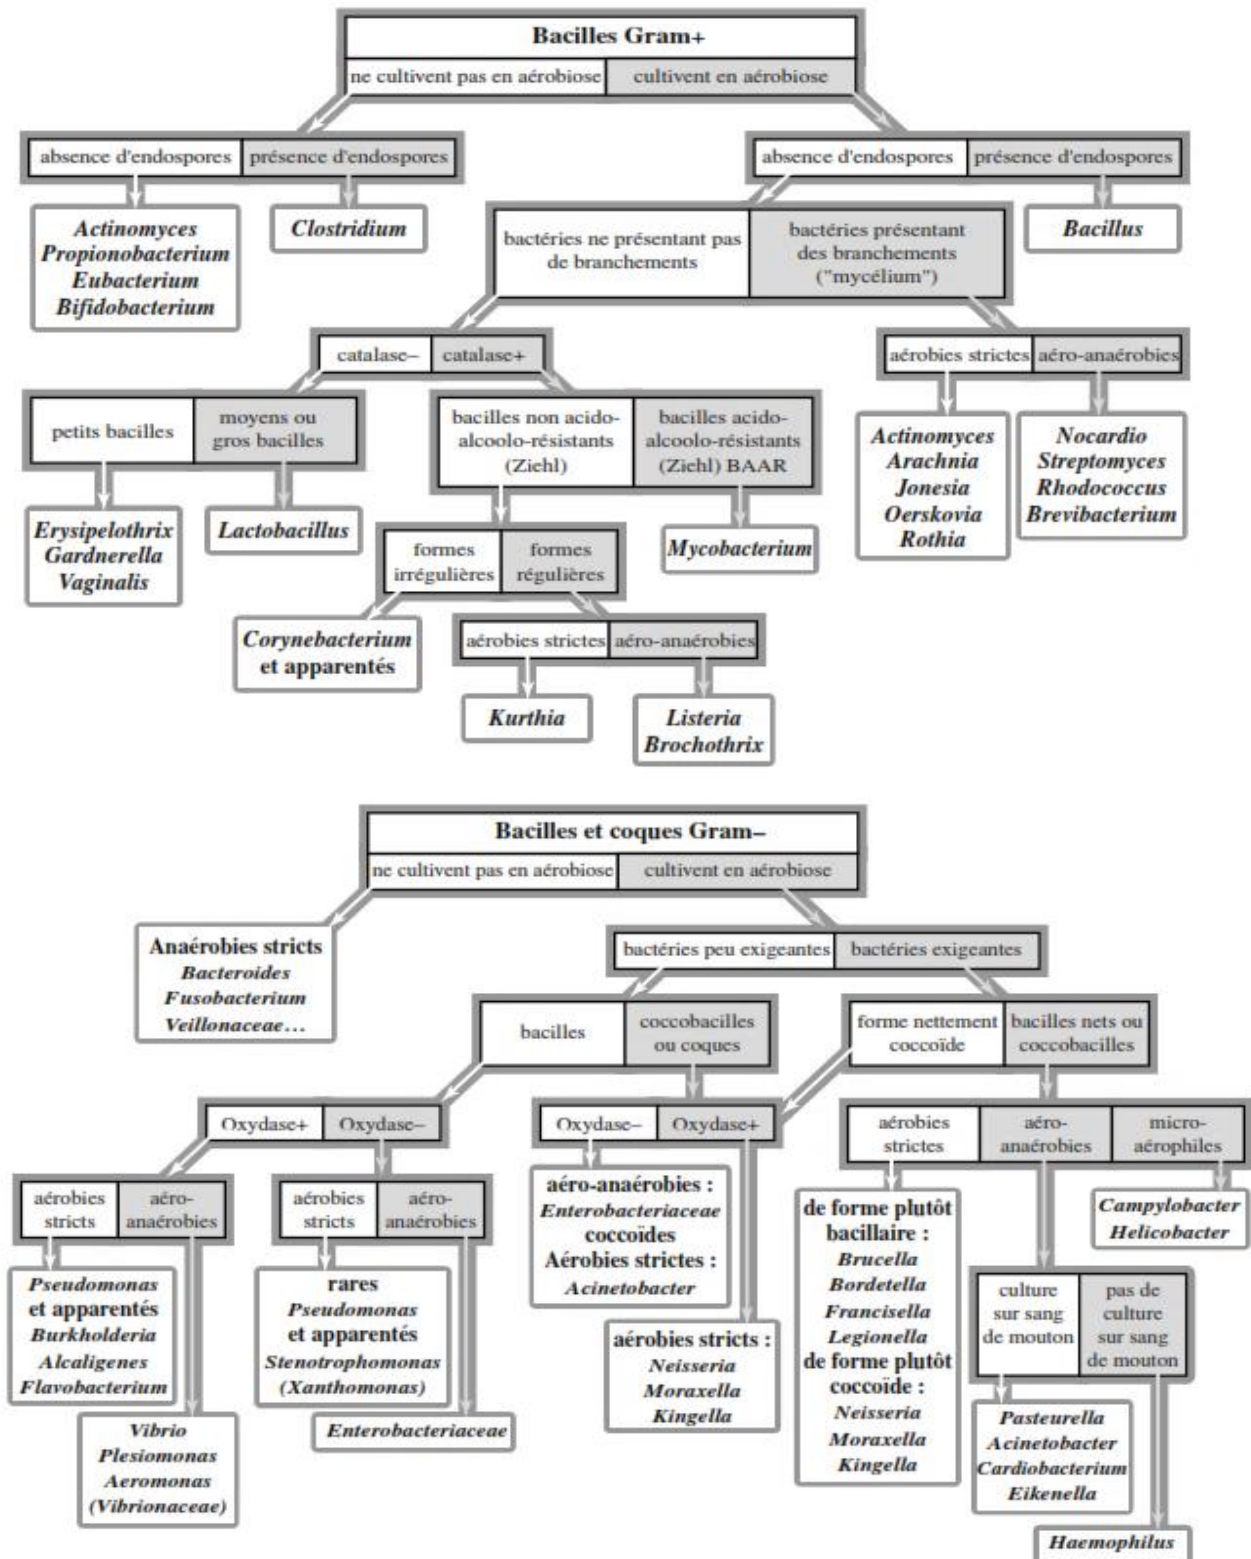 Bacilles Gram+
ne cultivent pas en aérobiose
cultivent en aérobiose
absence d'endospores
présence d'endospores
absence d'endospores
présence d'endospores
Actinomyces
Propionobacterium
Eubacterium
Bifidobacterium
Clostridium
bactéries ne présentant pas
de branchements
bactéries présentant
des branchements
("mycélium")
Bacillus
catalase–
catalase+
aérobies strictes
aéro-anaérobies
petits bacilles
moyens ou
gros bacilles
bacilles non acido-
alcoolo-résistants
(Ziehl)
bacilles acido-
alcoolo-résistants
(Ziehl) BAAR
Actinomyces
Arachnia
Jonesia
Oerskovia
Rothia
Nocardio
Streptomyces
Rhodococcus
Brevibacterium
Erysipelothrix
Gardnerella
Vaginalis
Lactobacillus
formes
irrégulières
formes
régulières
Mycobacterium
Corynebacterium
et apparentés
aérobies strictes
aéro-anaérobies
Kurthia
Listeria
Brochothrix
Bacilles et coques Gram–
ne cultivent pas en aérobiose
cultivent en aérobiose
Anaérobies stricts
Bacteroides
Fusobacterium
Veillonaceae…
bactéries peu exigeantes
bactéries exigeantes
bacilles
coccobacilles
ou coques
forme nettement
coccoïde
bacilles nets ou
coccobacilles
Oxydase+
Oxydase–
Oxydase–
Oxydase+
aérobies
strictes
aéro-
anaérobies
micro-
aérophiles
aérobies
stricts
aéro-
anaérobies
aérobies
stricts
aéro-
anaérobies
aéro-anaérobies :
Enterobacteriaceae
coccoïdes
Aérobies strictes :
Acinetobacter
de forme plutôt
bacillaire :
Brucella
Bordetella
Francisella
Legionella
de forme plutôt
coccoïde :
Neisseria
Moraxella
Kingella
Campylobacter
Helicobacter
Pseudomonas
et apparentés
Burkholderia
Alcaligenes
Flavobacterium
rares
Pseudomonas
et apparentés
Stenotrophomonas
(Xanthomonas)
culture
sur sang
de mouton
pas de
culture
sur sang
de mouton
aérobies stricts :
Neisseria
Moraxella
Kingella
Vibrio
Plesiomonas
Aeromonas
(Vibrionaceae)
Enterobacteriaceae
Pasteurella
Acinetobacter
Cardiobacterium
Eikenella
Haemophilus